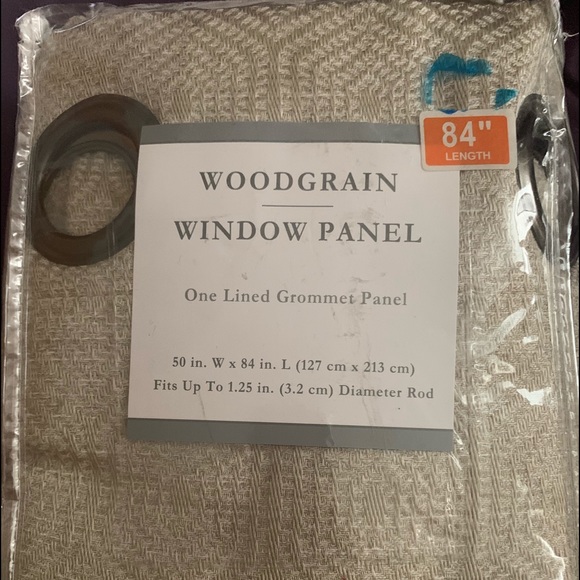 84"
LENGTH
WOODGRAIN
WINDOW PANEL
One Lined Grommet Panel
50 in. W x 84 in. L (127 cm x 213 cm)
Fits Up To 1.25 in. (3.2 cm) Diameter Rod